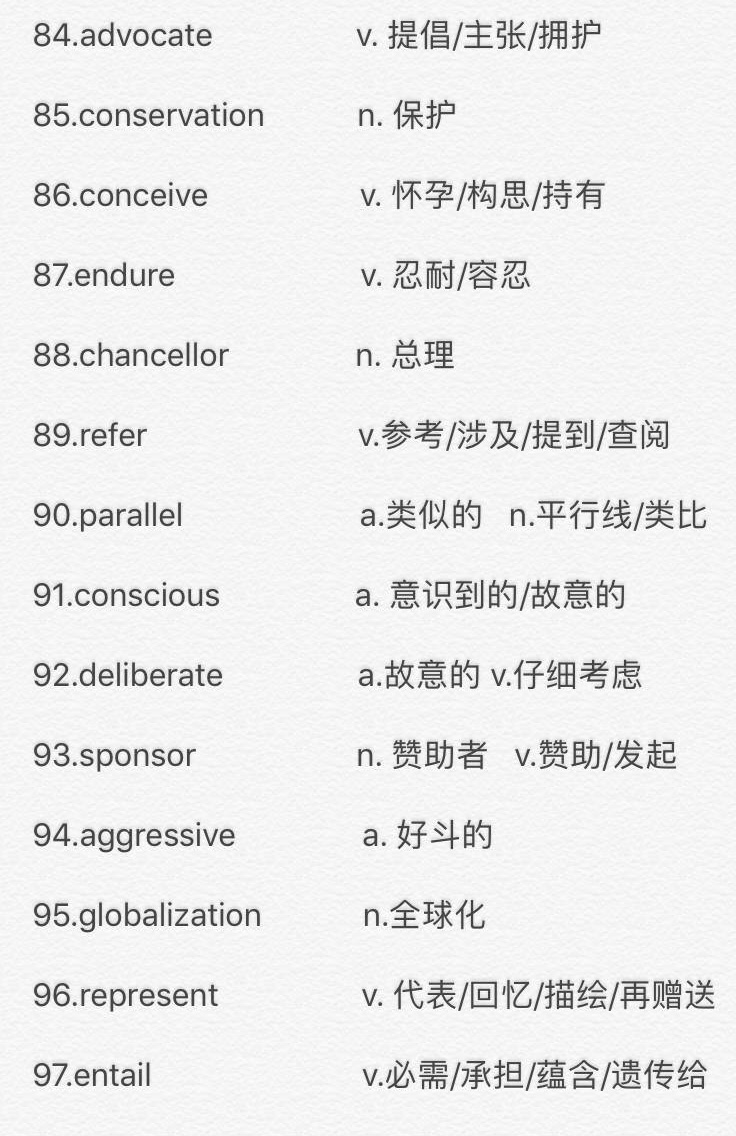 84.advocate v. 提倡/主张/拥护
85.conservation n. 保护
86.conceive v. 怀孕/构思/持有
87.endure v. 忍耐/容忍
88.chancellor n. 总理
89.refer v.参考/涉及/提到/查阅
90.parallel a.类似的 n.平行线/类比
91.conscious a. 意识到的/故意的
92.deliberate a.故意的 v.仔细考虑
93.sponsor n. 赞助者 v.赞助/发起
94.aggressive a. 好斗的
95.globalization n.全球化
96.represent v. 代表/回忆/描绘/再赠送
97.entail v.必需/承担/蕴含/遗传给